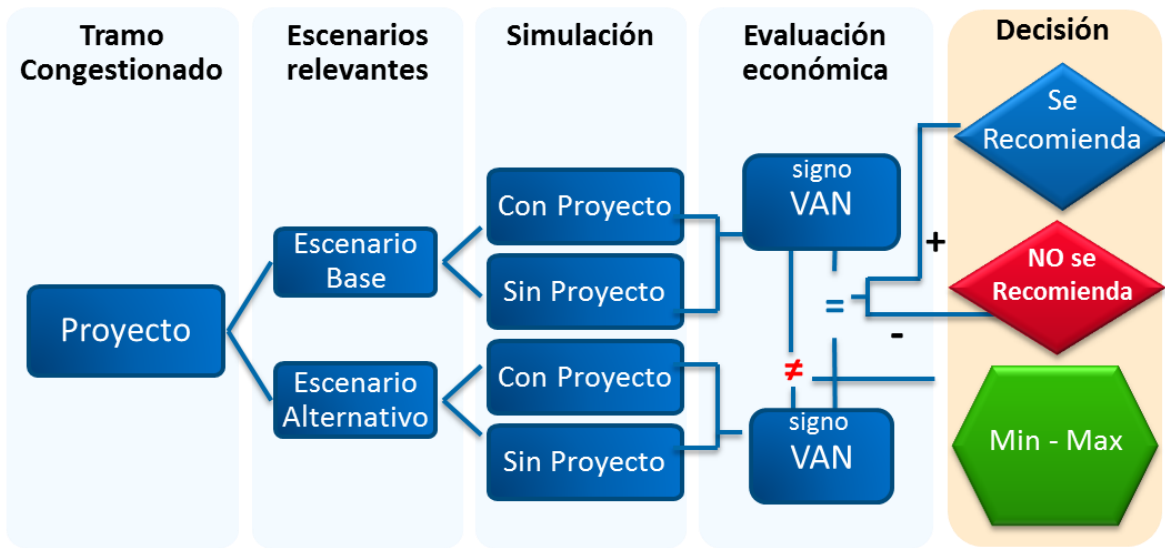 Tramo
Congestionado
Escenarios
relevantes
Simulación
Evaluación
económica
Decisión
Proyecto
Escenario
Base
Escenario
Alternativo
Con Proyecto
Sin Proyecto
Con Proyecto
Sin Proyecto
signo
VAN
=
≠
signo
VAN
+
-
Se
Recomienda
NO se
Recomienda
Min - Max